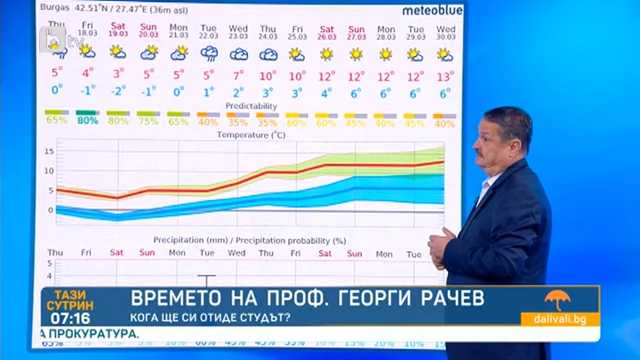 Burgas 42.51°N / 27.47°E (36m asl)
meteoblue
Thu Fri Sat Sun Mon Tue Wed Thu Fri Sat Sun Mon Tue Wed
18.03 19.03 20.03 21.03 22.03 23.03 24.03 25.03 26.03 27.03 28.03 29.03 30.03
btv
5° 4° 3° 5° 5° 5° 7° 10° 10° 12° 12° 12° 12° 13°
0° -1° -2° -1° 0° 1° 2° 3° 3° 4° 6° 6° 6° 6°
Predictability
65% 80% 80% 75% 65% 40% 35% 35% 60% 60% 45% 40% 45% 40%
Temperature (°C)
15
10
5
0
Thu Fri Sat Sun Mon Tue Wed Thu Fri Sat Sun Mon Tue Wed
Precipitation (mm) / Precipitation probability (%)
5
4
ТАЗИ СУТРИН
07:16
ВРЕМЕТО НА ПРОФ. ГЕОРГИ РАЧЕВ
КОГА ЩЕ СИ ОТИДЕ СТУДЪТ?
dalivali.bg
А ПРОКУРАТУРА.